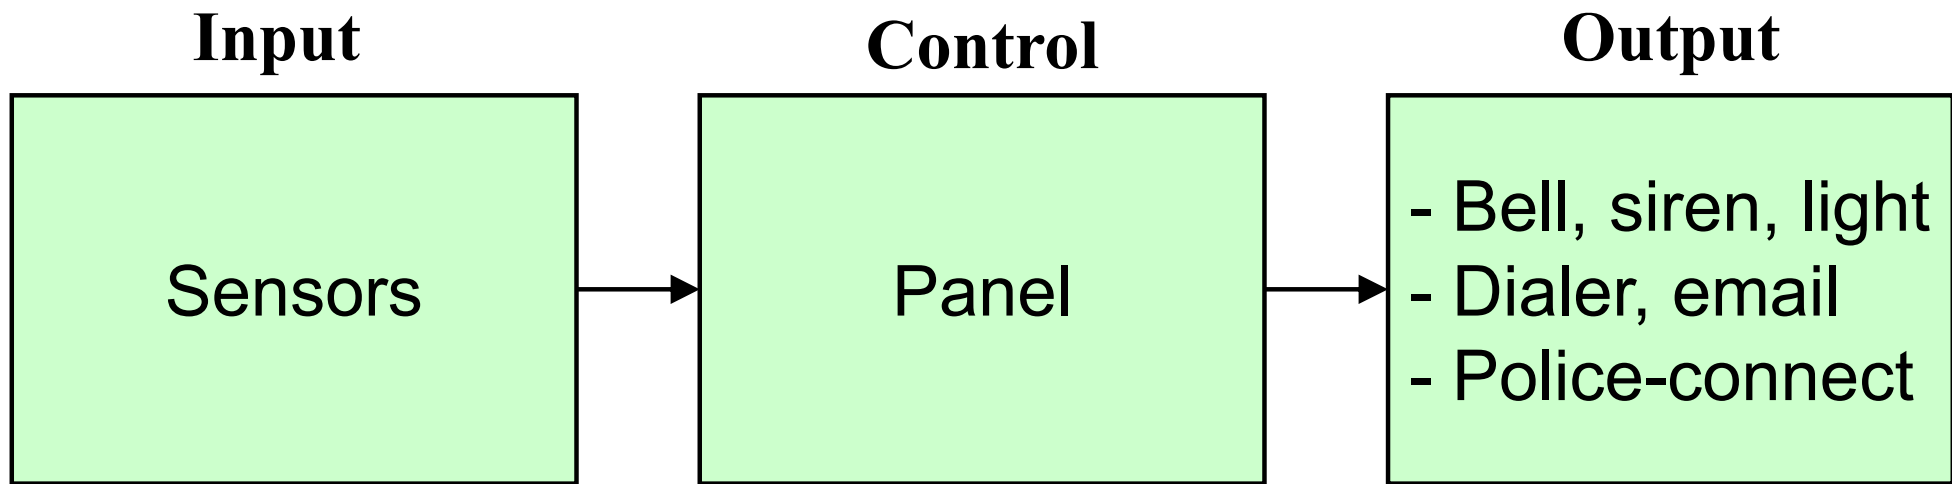 Input
Control
Output
Sensors
Panel
- Bell, siren, light
- Dialer, email
- Police-connect